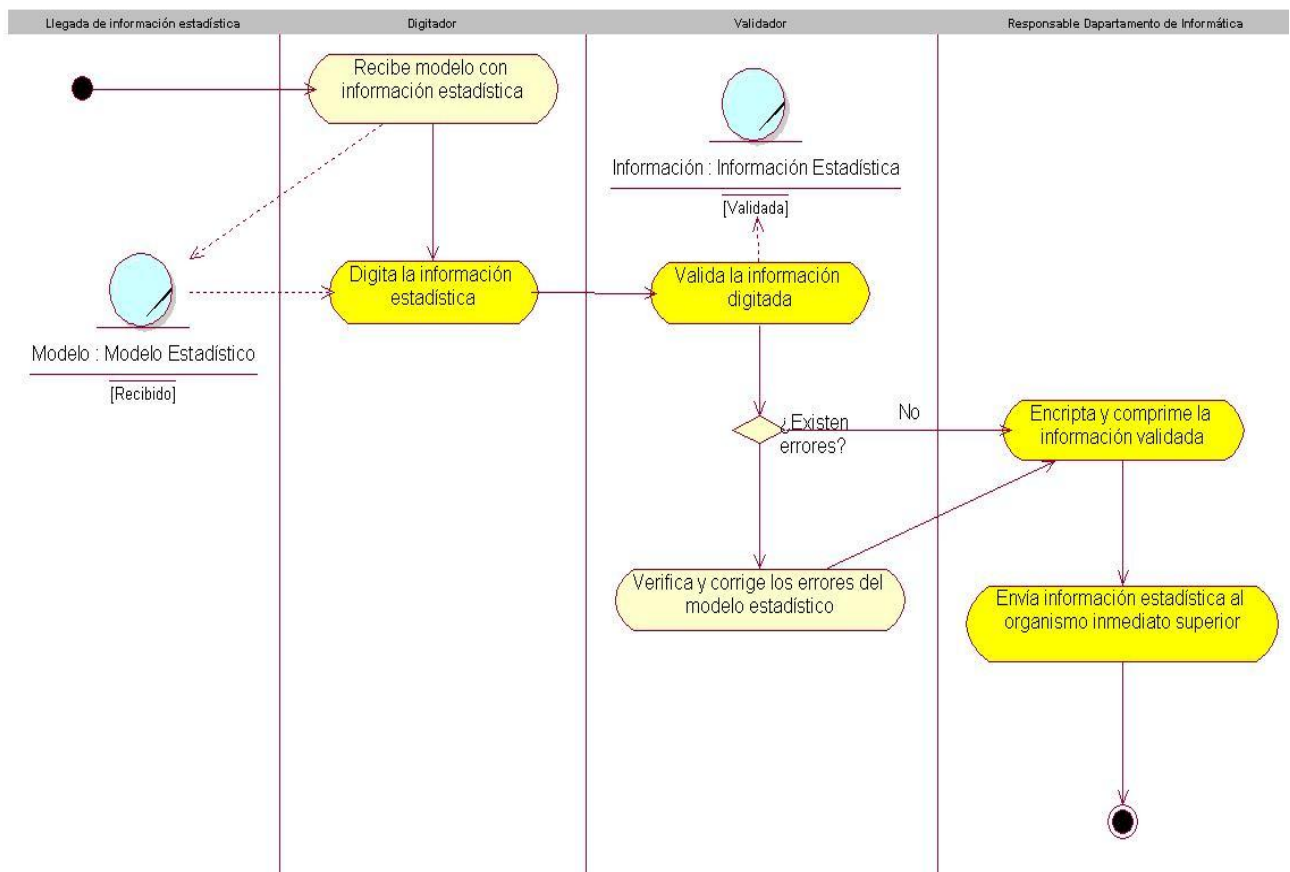 Llegada de información estadística
Digitador
Validador
Responsable Dapartamento de Informática
Recibe modelo con
información estadística
Información : Información Estadística
[Validada]
Digita la información
estadística
Valida la información
digitada
Modelo : Modelo Estadístico
[Recibido]
¿Existen
errores?
No
Encripta y comprime la
información validada
Verifica y corrige los errores del
modelo estadístico
Envía información estadística al
organismo inmediato superior